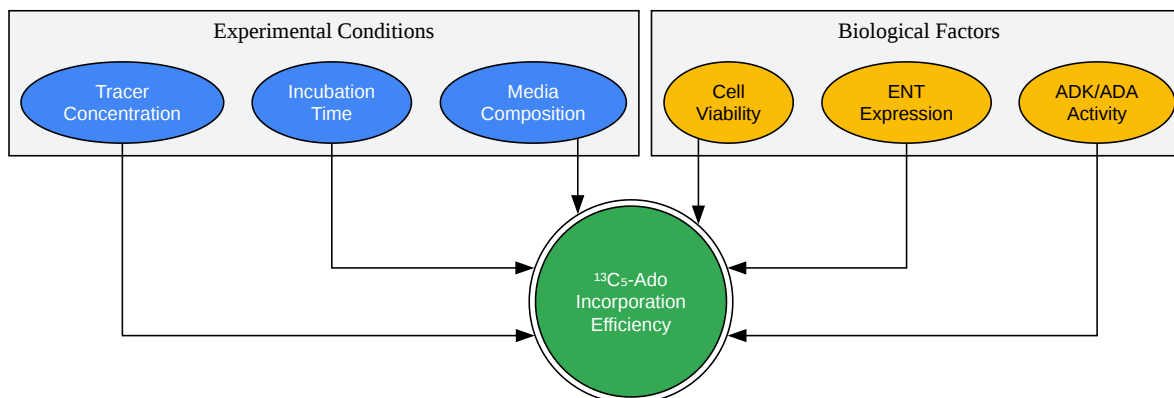 Experimental Conditions
Biological Factors
Tracer
Concentration
Incubation
Time
Media
Composition
Cell
Viability
ENT
Expression
ADK/ADA
Activity
¹³C₅-Ado
Incorporation
Efficiency